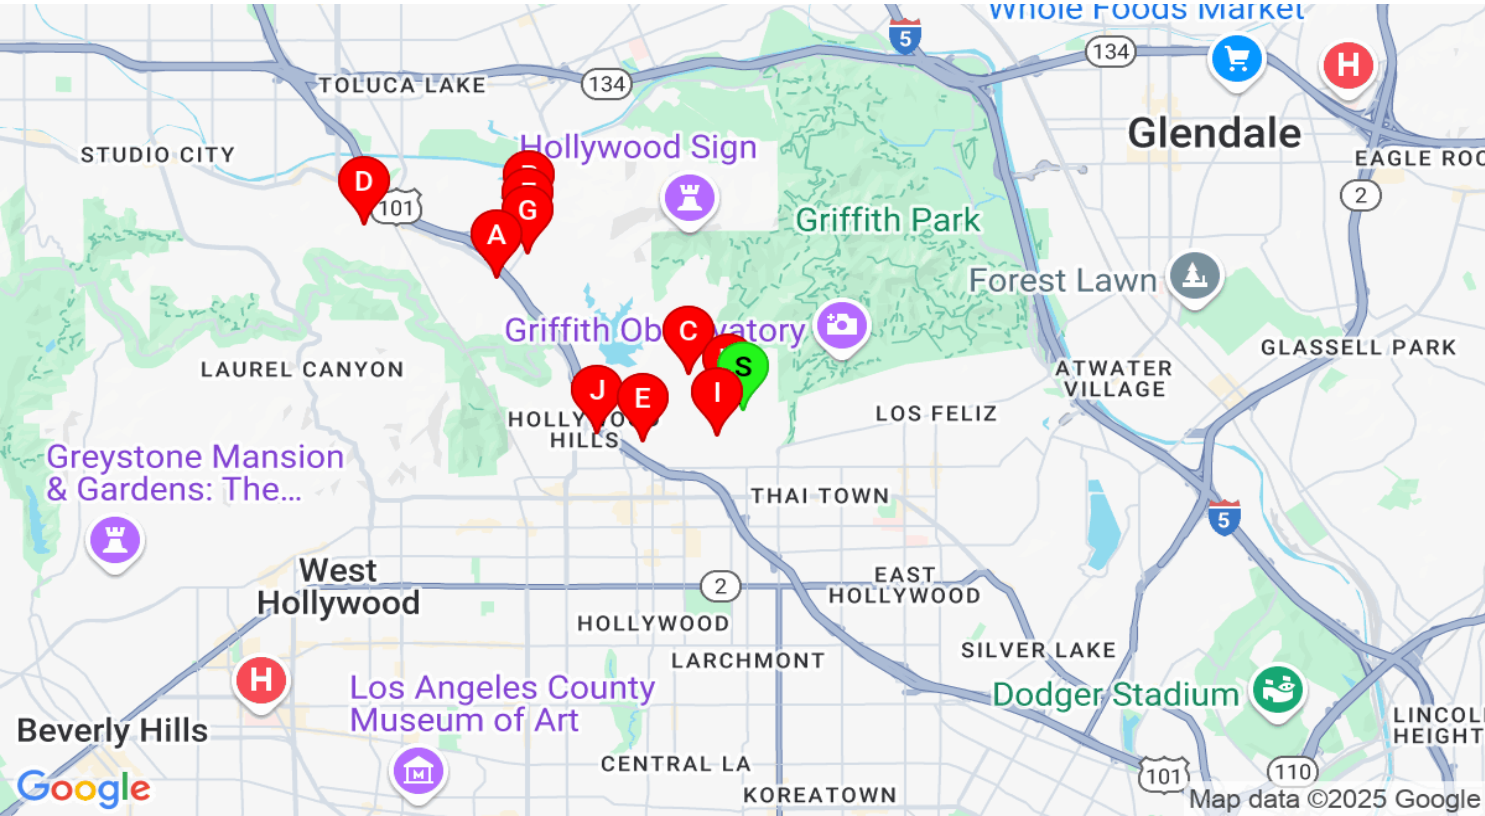 Whole Foods Market
5
134
H
TOLUCA LAKE
134
Glendale
Hollywood Sign
STUDIO CITY
EAGLE ROC
D
101
2
G
A
Griffith Park
Forest Lawn
C
Griffith Ob
vatory
S
GLASSELL PARK
LAUREL CANYON
ATWATER
VILLAGE
J
E
I
HOLLYWOOD
HILLS
LOS FELIZ
Greystone Mansion
& Gardens: The...
THAI TOWN
5
West
Hollywood
2
EAST
HOLLYWOOD
HOLLYWOOD
LARCHMONT
SILVER LAKE
H
Los Angeles County
Museum of Art
Dodger Stadium
Beverly Hills
LINCOL
HEIGHT
M
CENTRAL LA
101
110
Google
KOREATOWN
Map data ©2025 Google